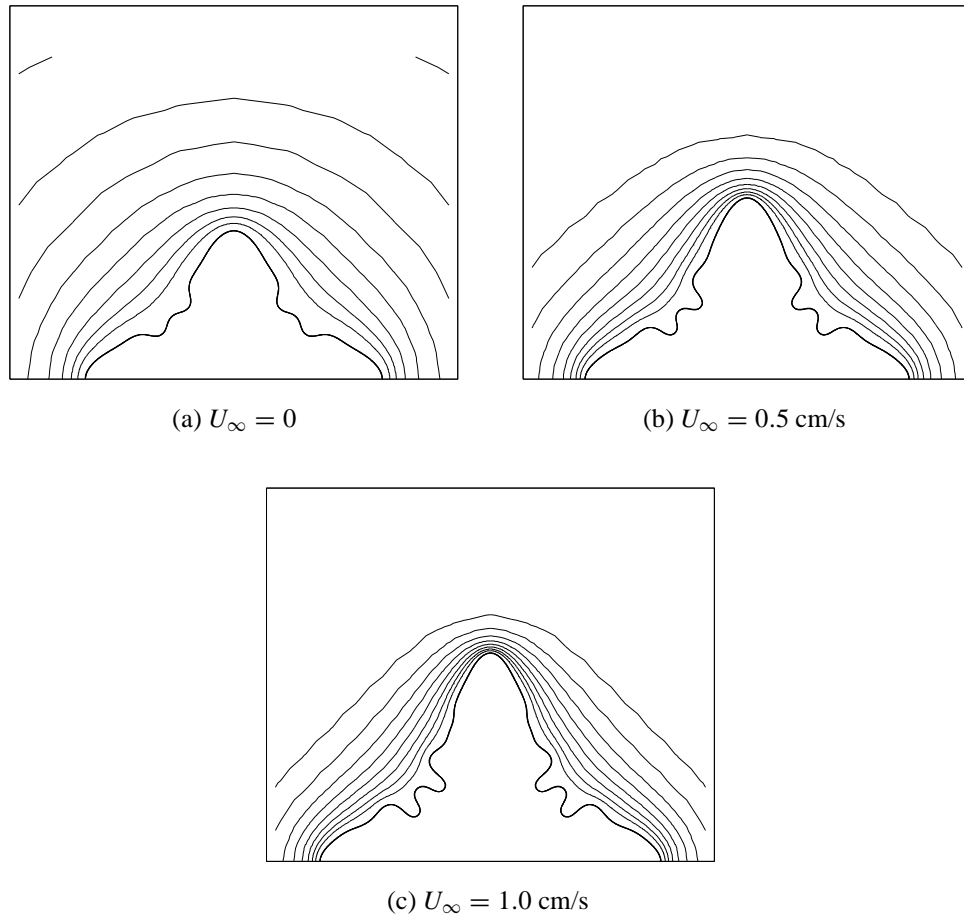 (a) U∞ = 0
(b) U∞ = 0.5 cm/s
(c) U∞ = 1.0 cm/s